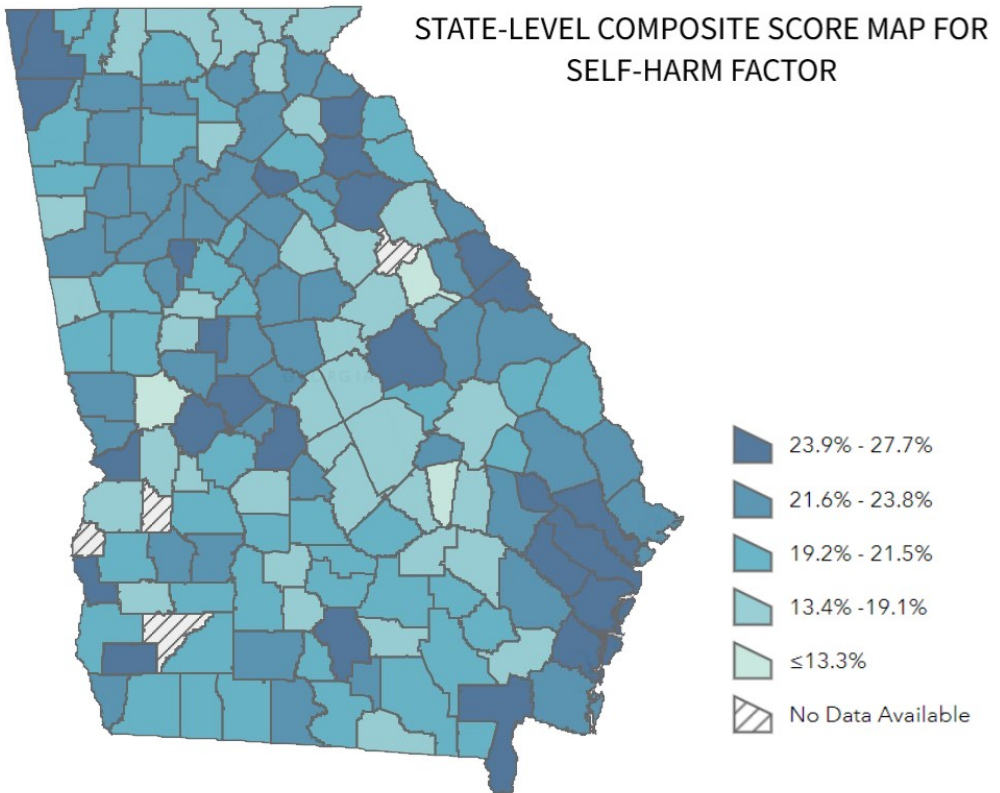 STATE-LEVEL COMPOSITE SCORE MAP FOR
SELF-HARM FACTOR
23.9% - 27.7%
21.6% - 23.8%
19.2% - 21.5%
13.4% -19.1%
≤13.3%
No Data Available